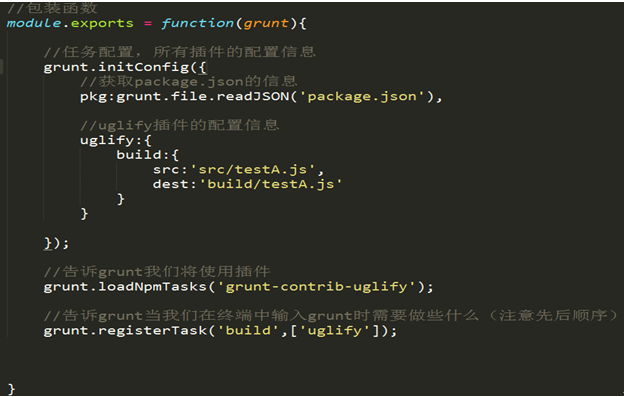 //包装函数
module.exports = function(grunt){
//任务配置，所有插件的配置信息
grunt.initConfig({
//获取package.json的信息
pkg:grunt.file.readJSON('package.json'),
//uglify插件的配置信息
uglify:{
build:{
src:'src/testA.js',
dest:'build/testA.js'
}
}
});
//告诉grunt我们将使用插件
grunt.loadNpmTasks('grunt-contrib-uglify');
//告诉grunt当我们在终端中输入grunt时需要做些什么（注意先后顺序）
grunt.registerTask('build',['uglify']);
}